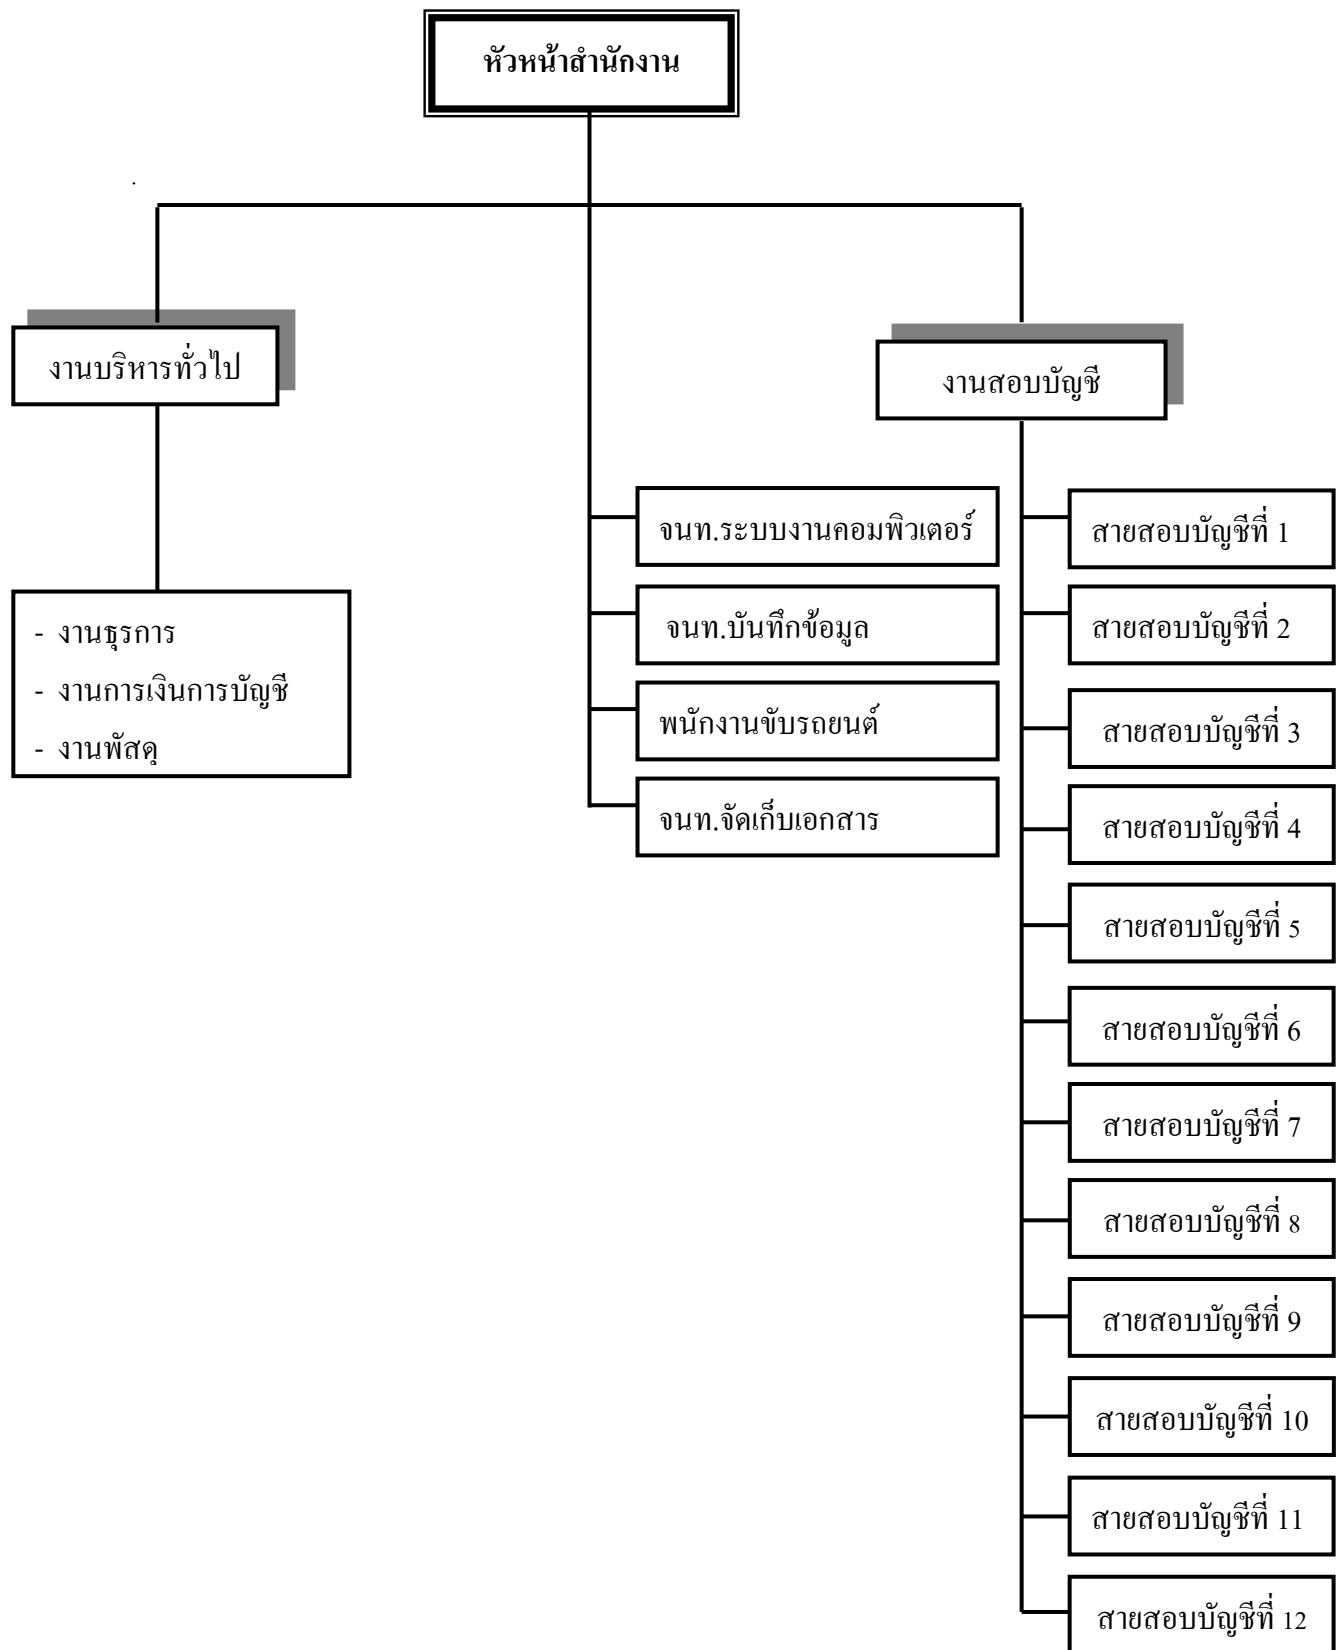 หัวหน้าสำนักงาน
งานบริหารทั่วไป
งานสอบบัญชี
- งานธุรการ
- งานการเงินการบัญชี
- งานพัสดุ
จนท.ระบบงานคอมพิวเตอร์
จนท.บันทึกข้อมูล
พนักงานขับรถยนต์
จนท.จัดเก็บเอกสาร
สายสอบบัญชีที่ 1
สายสอบบัญชีที่ 2
สายสอบบัญชีที่ 3
สายสอบบัญชีที่ 4
สายสอบบัญชีที่ 5
สายสอบบัญชีที่ 6
สายสอบบัญชีที่ 7
สายสอบบัญชีที่ 8
สายสอบบัญชีที่ 9
สายสอบบัญชีที่ 10
สายสอบบัญชีที่ 11
สายสอบบัญชีที่ 12